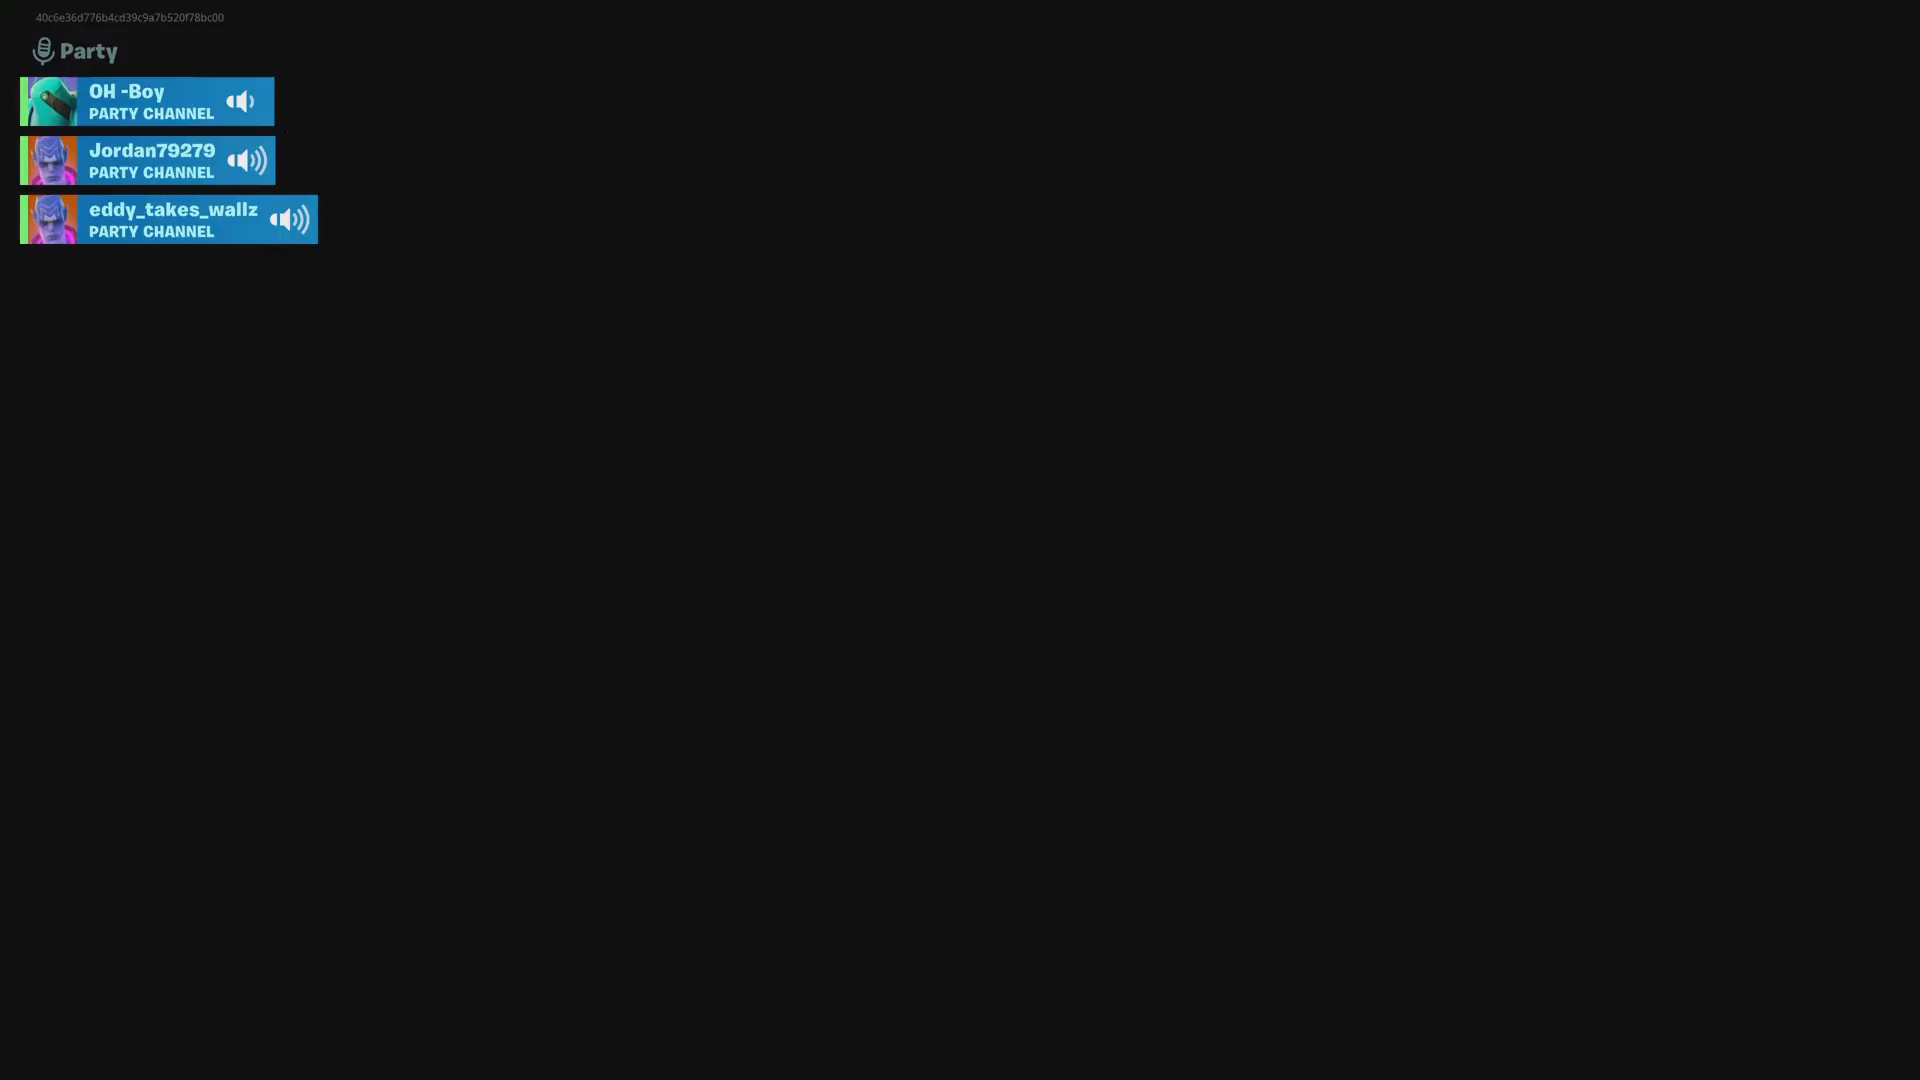 40c6e36d776b4cd39c9a7b520f78bc00
Party
OH -Boy
PARTY CHANNEL
Jordan79279
PARTY CHANNEL
eddy_takes_wallz
PARTY CHANNEL